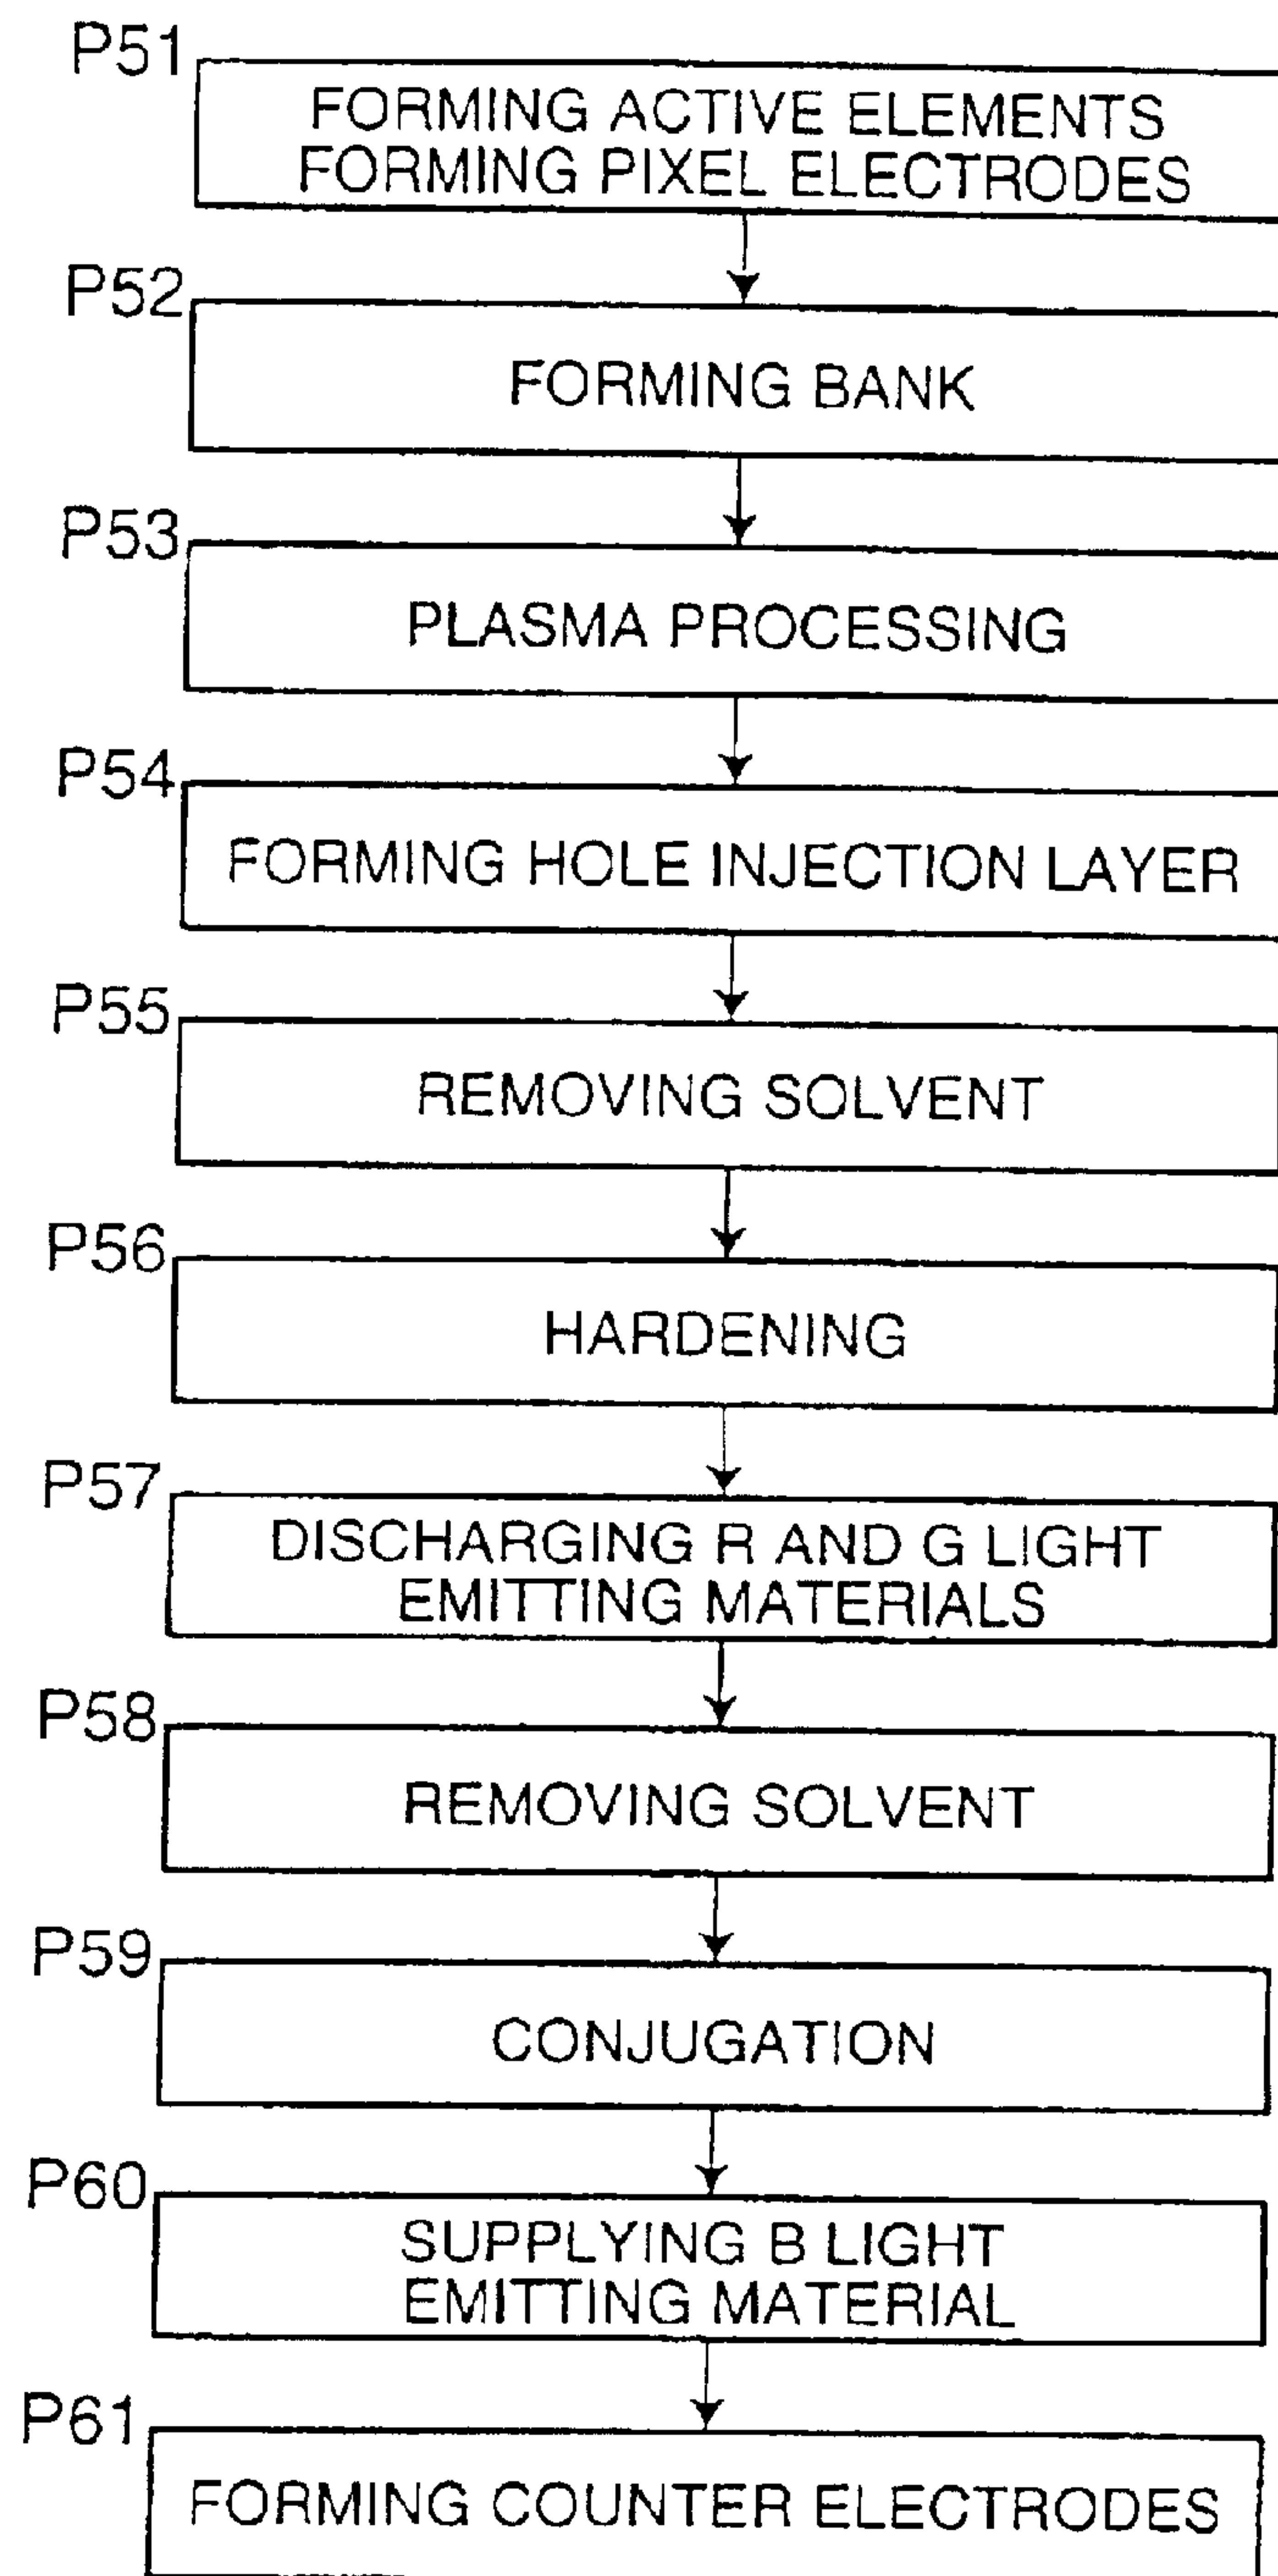 P51
FORMING ACTIVE ELEMENTS
FORMING PIXEL ELECTRODES
P52
FORMING BANK
P53
PLASMA PROCESSING
P54
FORMING HOLE INJECTION LAYER
P55
REMOVING SOLVENT
P56
HARDENING
P57
DISCHARGING R AND G LIGHT
EMITTING MATERIALS
P58
REMOVING SOLVENT
P59
CONJUGATION
P60
SUPPLYING B LIGHT
EMITTING MATERIAL
P61
FORMING COUNTER ELECTRODES